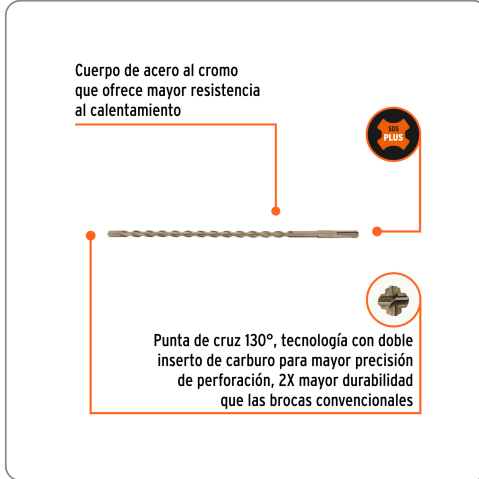 Cuerpo de acero al cromo
que ofrece mayor resistencia
al calentamiento
SDS
PLUS
Punta de cruz 130°, tecnología con doble
inserto de carburo para mayor precisión
de perforación, 2X mayor durabilidad
que las brocas convencionales